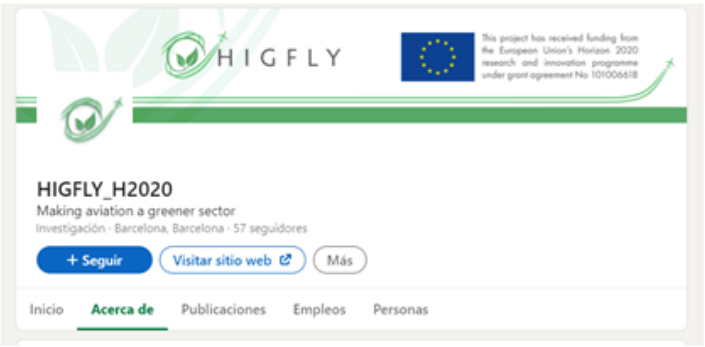 HIGFLY
This project has received funding from
the European Union's Horizon 2020
research and innovation programme
under grant agreement No 101006618
HIGFLY_H2020
Making aviation a greener sector
Investigación · Barcelona, Barcelona · 57 seguidores
+ Seguir
Visitar sitio web
Más
Inicio Acerca de Publicaciones Empleos Personas